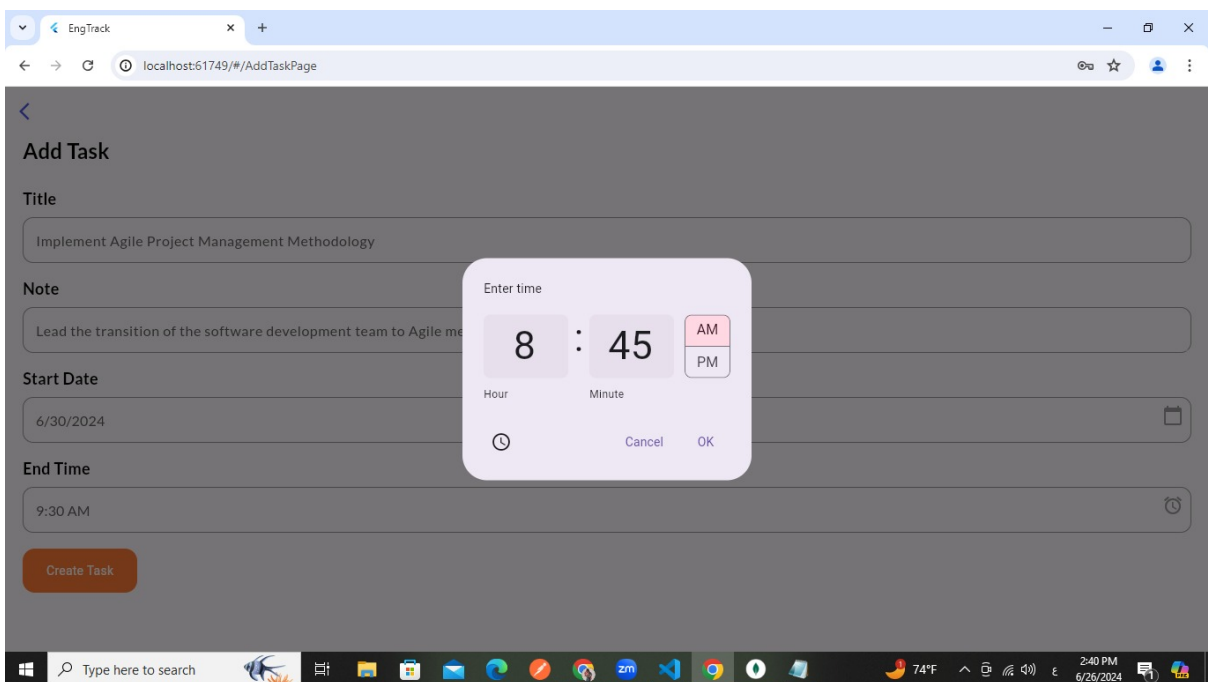 EngTrack
localhost:61749/#/AddTaskPage
Add Task
Title
Implement Agile Project Management Methodology
Note
Lead the transition of the software development team to Agile me
Start Date
6/30/2024
End Time
9:30 AM
Create Task
Enter time
8 : 45
AM
PM
Hour Minute
Cancel OK
Type here to search
zm
74°F
ع
2:40 PM
6/26/2024
1
PRE